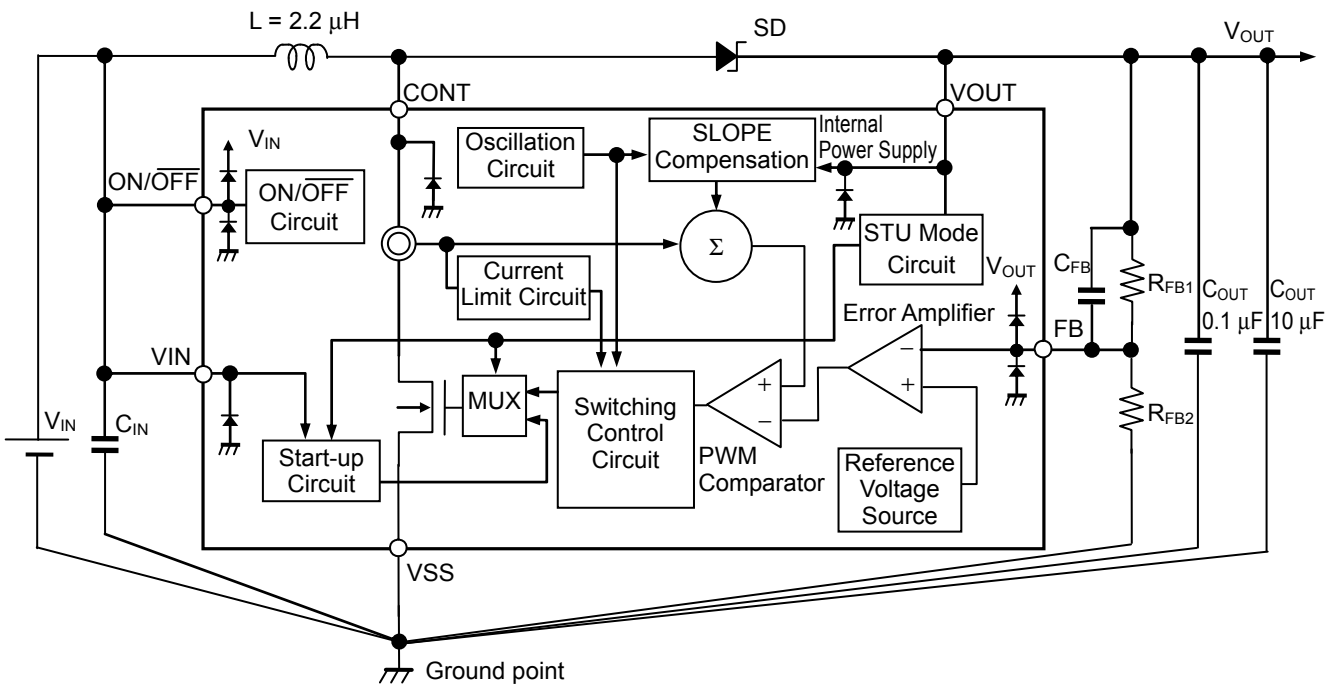 L = 2.2 μH
SD
VOUT
CONT
VOUT
VIN
Oscillation
Circuit
SLOPE
Compensation
Internal
Power Supply
ON/OFF
ON/OFF
Circuit
Σ
STU Mode
Circuit
Current
Limit Circuit
VOUT
CFB
RFB1
COUT
0.1 μF
COUT
10 μF
Error Amplifier
FB
VIN
VIN
CIN
MUX
Switching
Control
Circuit
+
−
−
+
RFB2
Start-up
Circuit
PWM
Comparator
Reference
Voltage
Source
VSS
Ground point